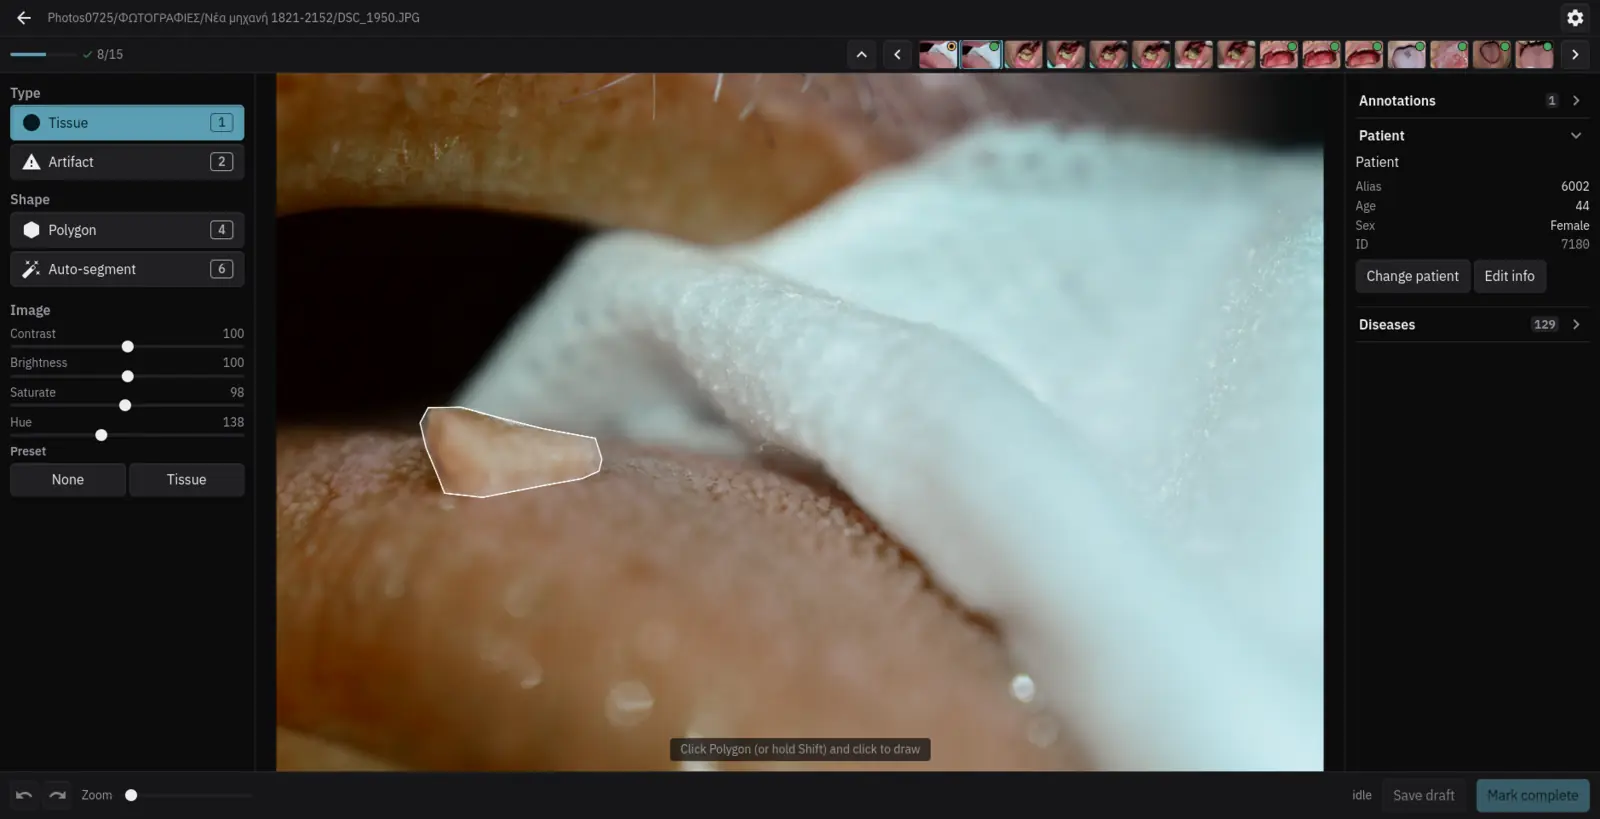 Photos0725/ΦΩΤΟΓΡΑΦΙΕΣ/Νέα μηχανή 1821-2152/DSC_1950.JPG
8/15
Type
Tissue 1
Artifact 2
Shape
Polygon 4
Auto-segment 6
Image
Contrast 100
Brightness 100
Saturate 98
Hue 138
Preset
None Tissue
Click Polygon (or hold Shift) and click to draw
Annotations 1
Patient
Patient
Alias 6002
Age 44
Sex Female
ID 7180
Change patient Edit info
Diseases 129
Zoom
idle Save draft Mark complete